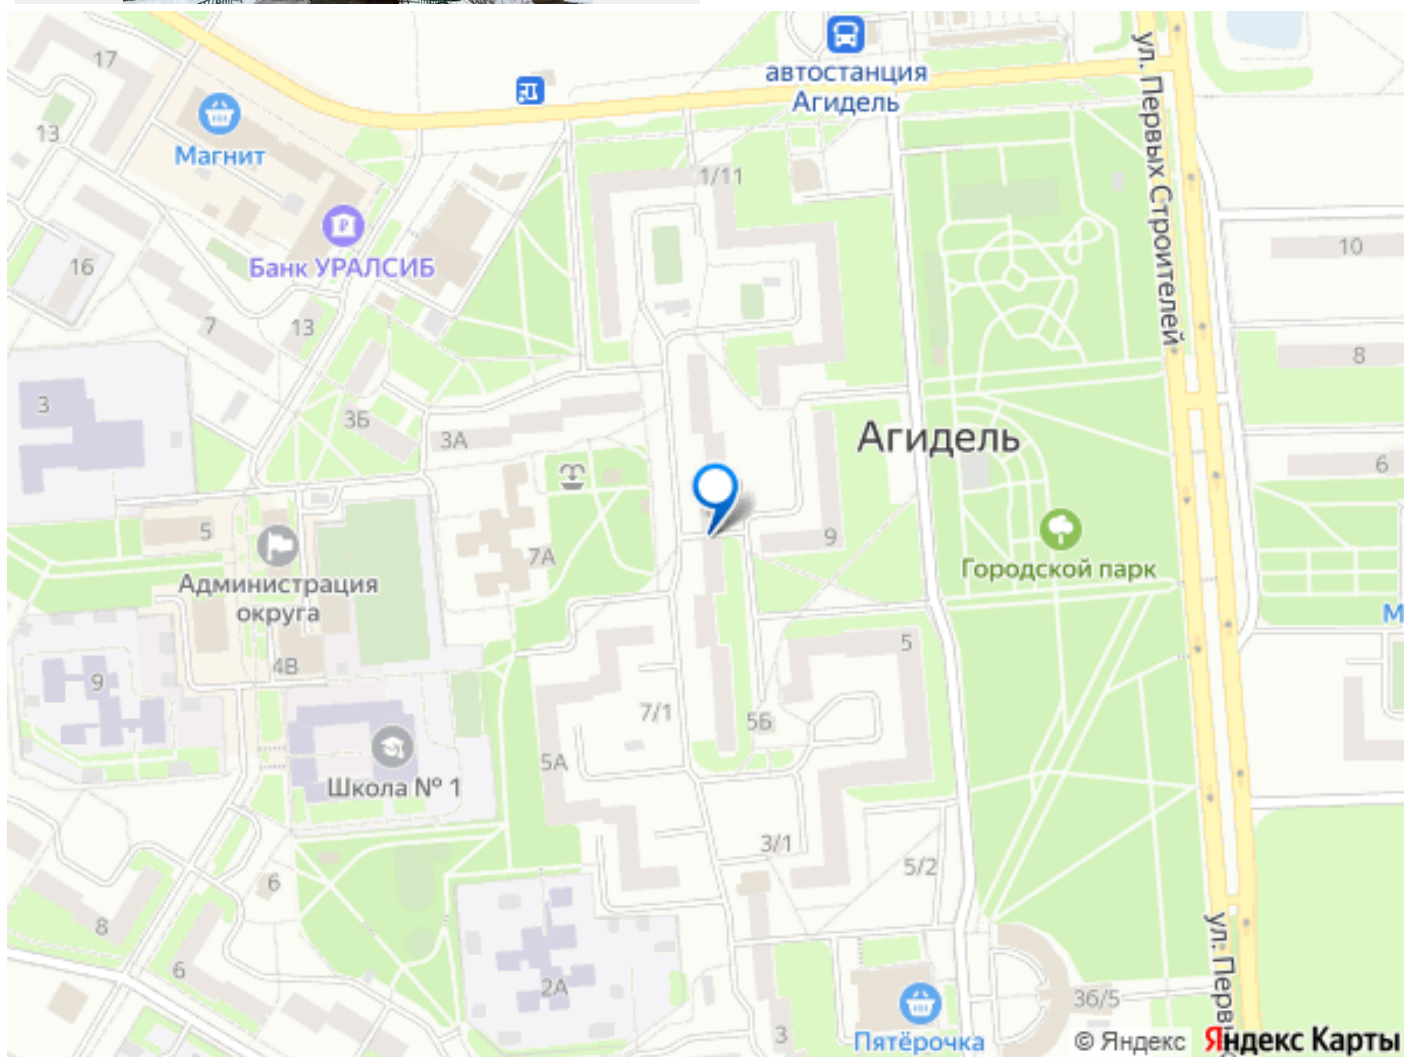 автостанция
Агидель
ул. Первых Строителей
17
13
Магнит
1/11
Банк УРАЛСИБ
16
7
13
10
8
3
3Б
3А
Агидель
6
5
7А
9
Администрация
округа
Городской парк
М
4В
9
5
7/1
5Б
5А
Школа № 1
3/1
5/2
6
8
6
2А
3
Пятёрочка
36/5
ул. Первы
© Яндекс
Яндекс Карты